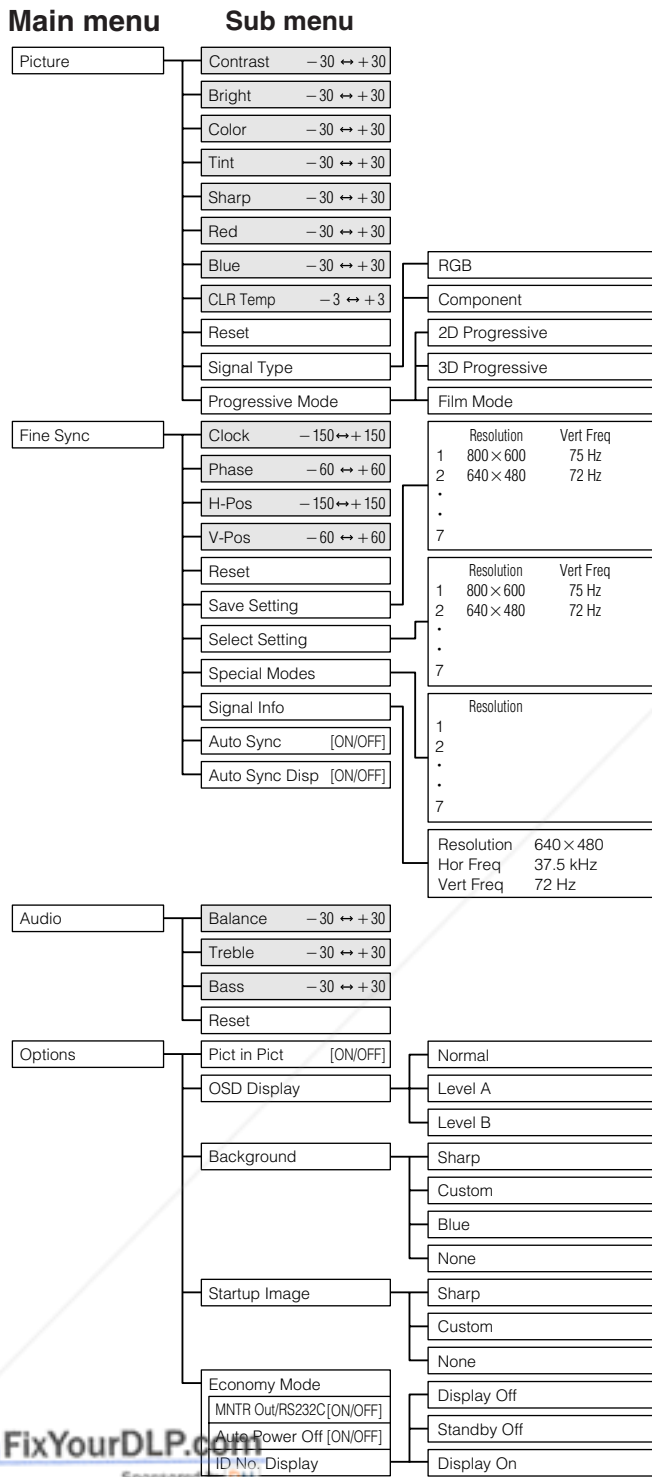 Main menu Sub menu
Picture
Contrast −30 ↔ +30
Bright −30 ↔ +30
Color −30 ↔ +30
Tint −30 ↔ +30
Sharp −30 ↔ +30
Red −30 ↔ +30
Blue −30 ↔ +30
CLR Temp −3 ↔ +3
Reset
Signal Type
RGB
Component
Progressive Mode
2D Progressive
3D Progressive
Film Mode
Fine Sync
Clock −150↔+150
Phase −60 ↔ +60
H-Pos −150↔+150
V-Pos −60 ↔ +60
Reset
Save Setting
Resolution Vert Freq
1 800×600 75 Hz
2 640×480 72 Hz
•
•
7
Select Setting
Resolution Vert Freq
1 800×600 75 Hz
2 640×480 72 Hz
•
•
7
Special Modes
Resolution
1
2
•
•
7
Signal Info
Resolution 640×480
Hor Freq 37.5 kHz
Vert Freq 72 Hz
Auto Sync [ON/OFF]
Auto Sync Disp [ON/OFF]
Audio
Balance −30 ↔ +30
Treble −30 ↔ +30
Bass −30 ↔ +30
Reset
Options
Pict in Pict [ON/OFF]
OSD Display
Normal
Level A
Level B
Background
Sharp
Custom
Blue
None
Startup Image
Sharp
Custom
None
Economy Mode
MNTR Out/RS232C[ON/OFF]
Auto Power Off [ON/OFF]
ID No. Display
Display Off
Standby Off
Display On
FixYourDLP.com